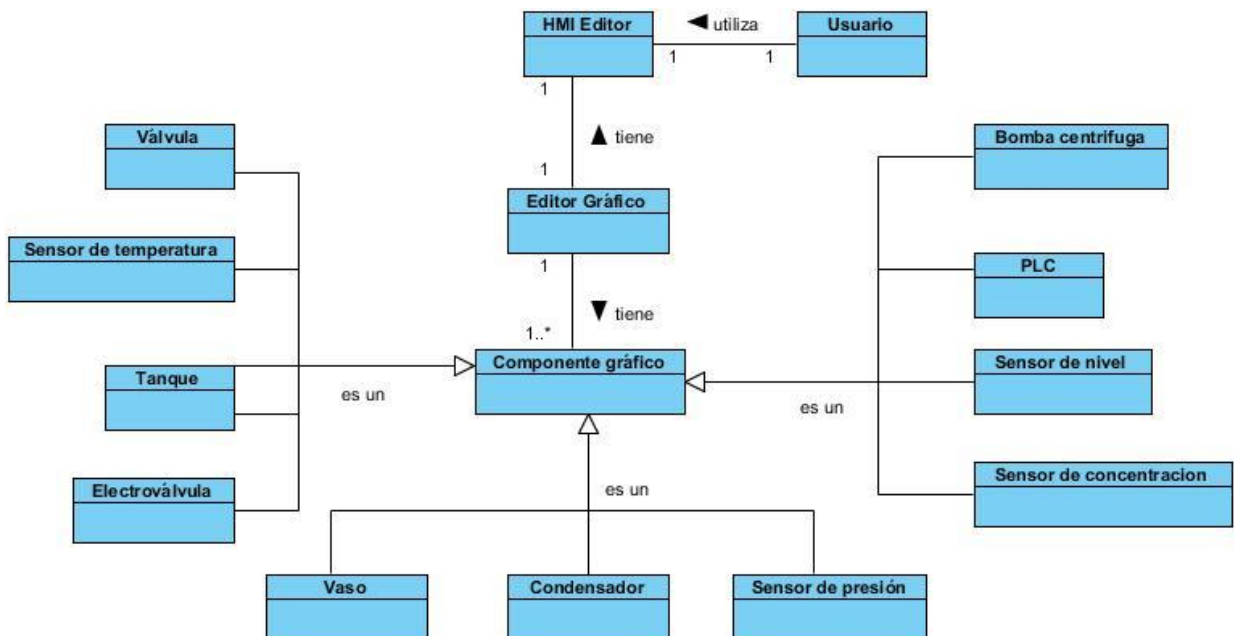 HMI Editor
utiliza
Usuario
1
1
1
Válvula
tiene
Bomba centrifuga
1
Editor Gráfico
Sensor de temperatura
PLC
1
tiene
1..*
Componente gráfico
Sensor de nivel
Tanque
es un
es un
Sensor de concentracion
Electroválvula
es un
Vaso
Condensador
Sensor de presión